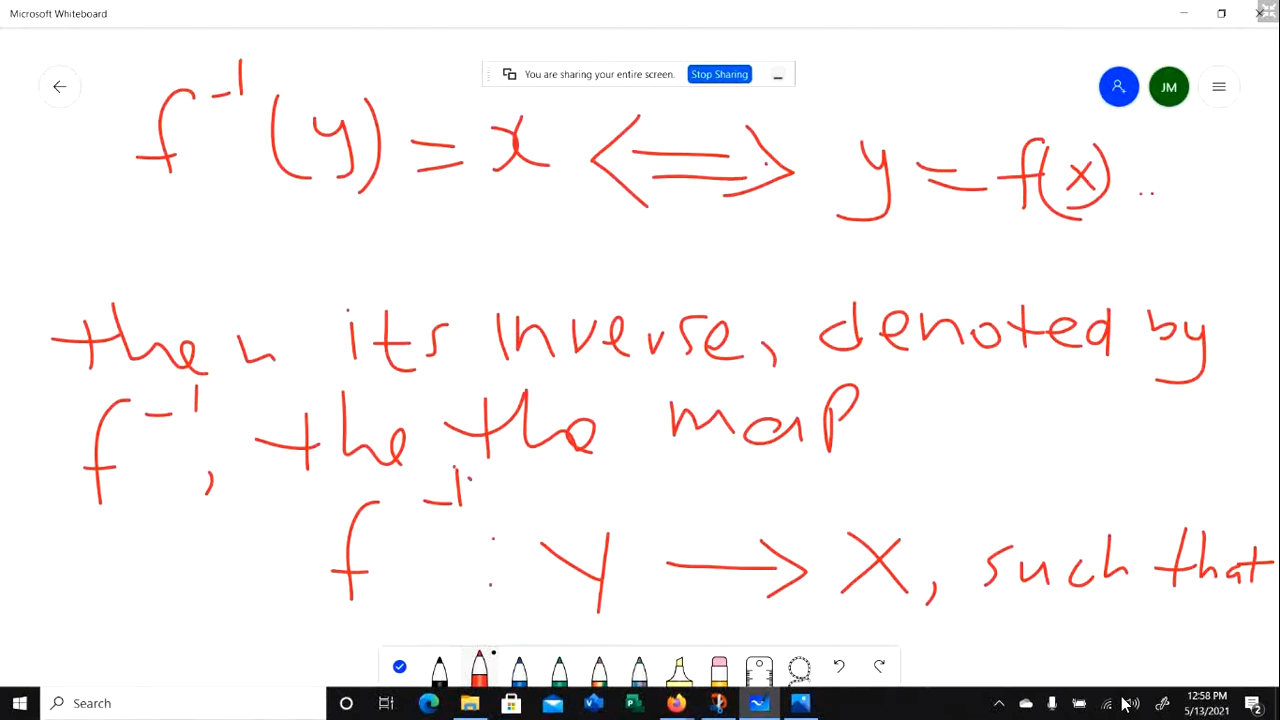 Microsoft Whiteboard
You are sharing your entire screen. Stop Sharing
JM
f⁻¹(y) = x ⟺ y = f(x) ..
then its inverse, denoted by
f⁻¹, the the map
f⁻¹ : Y → X, such that
Search
12:58 PM
5/13/2021
2